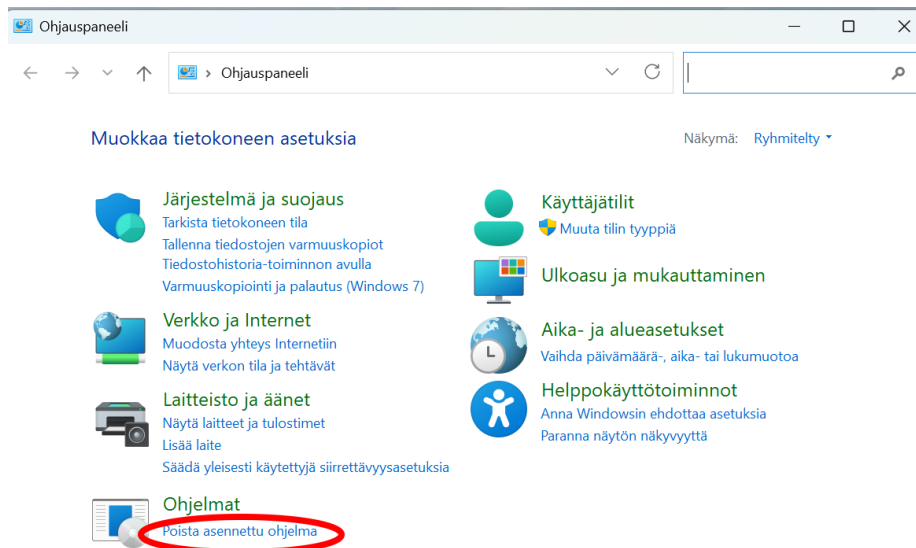 Ohjauspaneeli
Ohjauspaneeli
Muokkaa tietokoneen asetuksia
Näkymä: Ryhmitelty
Järjestelmä ja suojaus
Tarkista tietokoneen tila
Tallenna tiedostojen varmuuskopiot
Tiedostohistoria-toiminnon avulla
Varmuuskopiointi ja palautus (Windows 7)
Verkko ja Internet
Muodosta yhteys Internetiin
Näytä verkon tila ja tehtävät
Laitteisto ja äänet
Näytä laitteet ja tulostimet
Lisää laite
Säädä yleisesti käytettyjä siirrettävyysasetuksia
Ohjelmat
Poista asennettu ohjelma
Käyttäjätilit
Muuta tilin tyyppiä
Ulkoasu ja mukauttaminen
Aika- ja alueasetukset
Vaihda päivämäärä-, aika- tai lukumuotoa
Helppokäyttötoiminnot
Anna Windowsin ehdottaa asetuksia
Paranna näytön näkyvyyttä